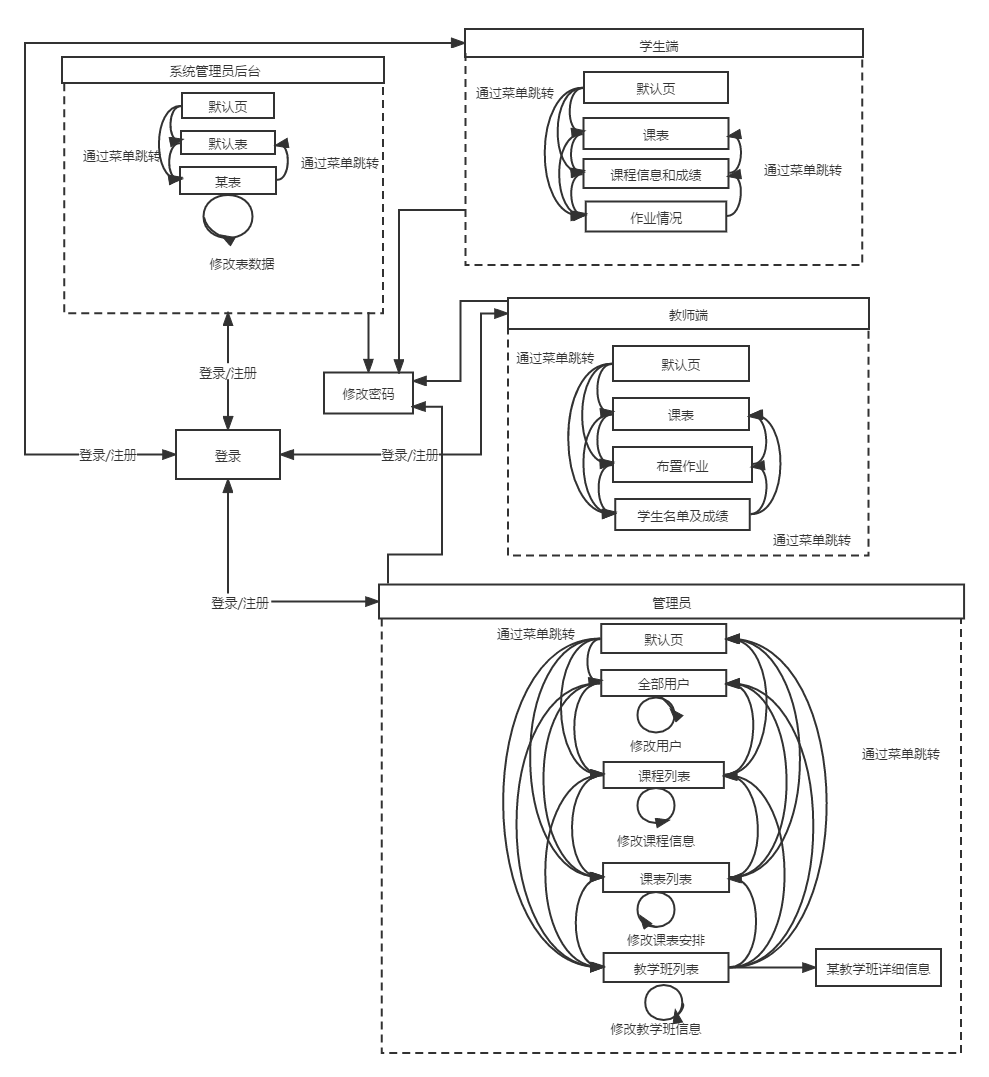 学生端
系统管理员后台
默认页
默认页
通过菜单跳转
课表
默认表
通过菜单跳转
通过菜单跳转
通过菜单跳转
课程信息和成绩
某表
作业情况
修改表数据
教师端
通过菜单跳转
默认页
登录/注册
修改密码
课表
登录/注册
登录
登录/注册
布置作业
学生名单及成绩
通过菜单跳转
登录/注册
管理员
通过菜单跳转
默认页
全部用户
修改用户
通过菜单跳转
课程列表
修改课程信息
课表列表
修改课表安排
教学班列表
某教学班详细信息
修改教学班信息